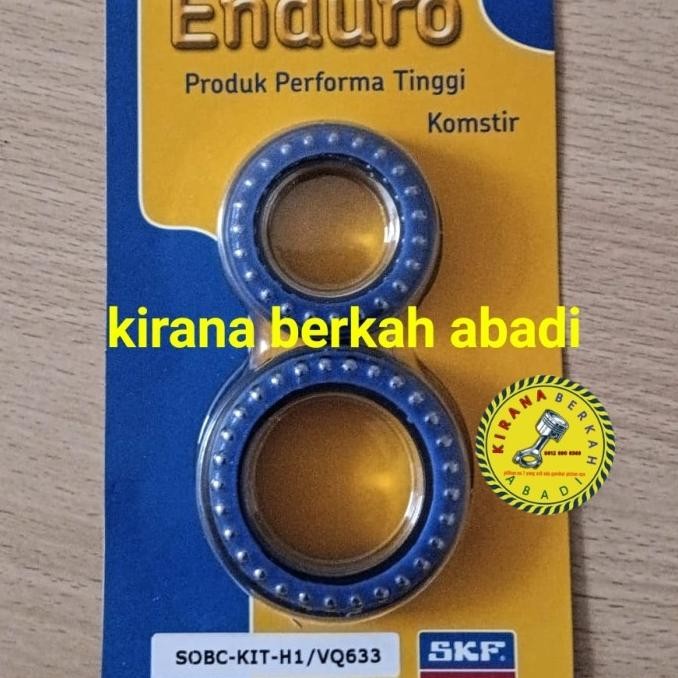 Enduro
Produk Performa Tinggi
Komstir
kirana berkah abadi
KIRANA BERKAH
ABADI
SOBC-KIT-H1/VQ633
SKF